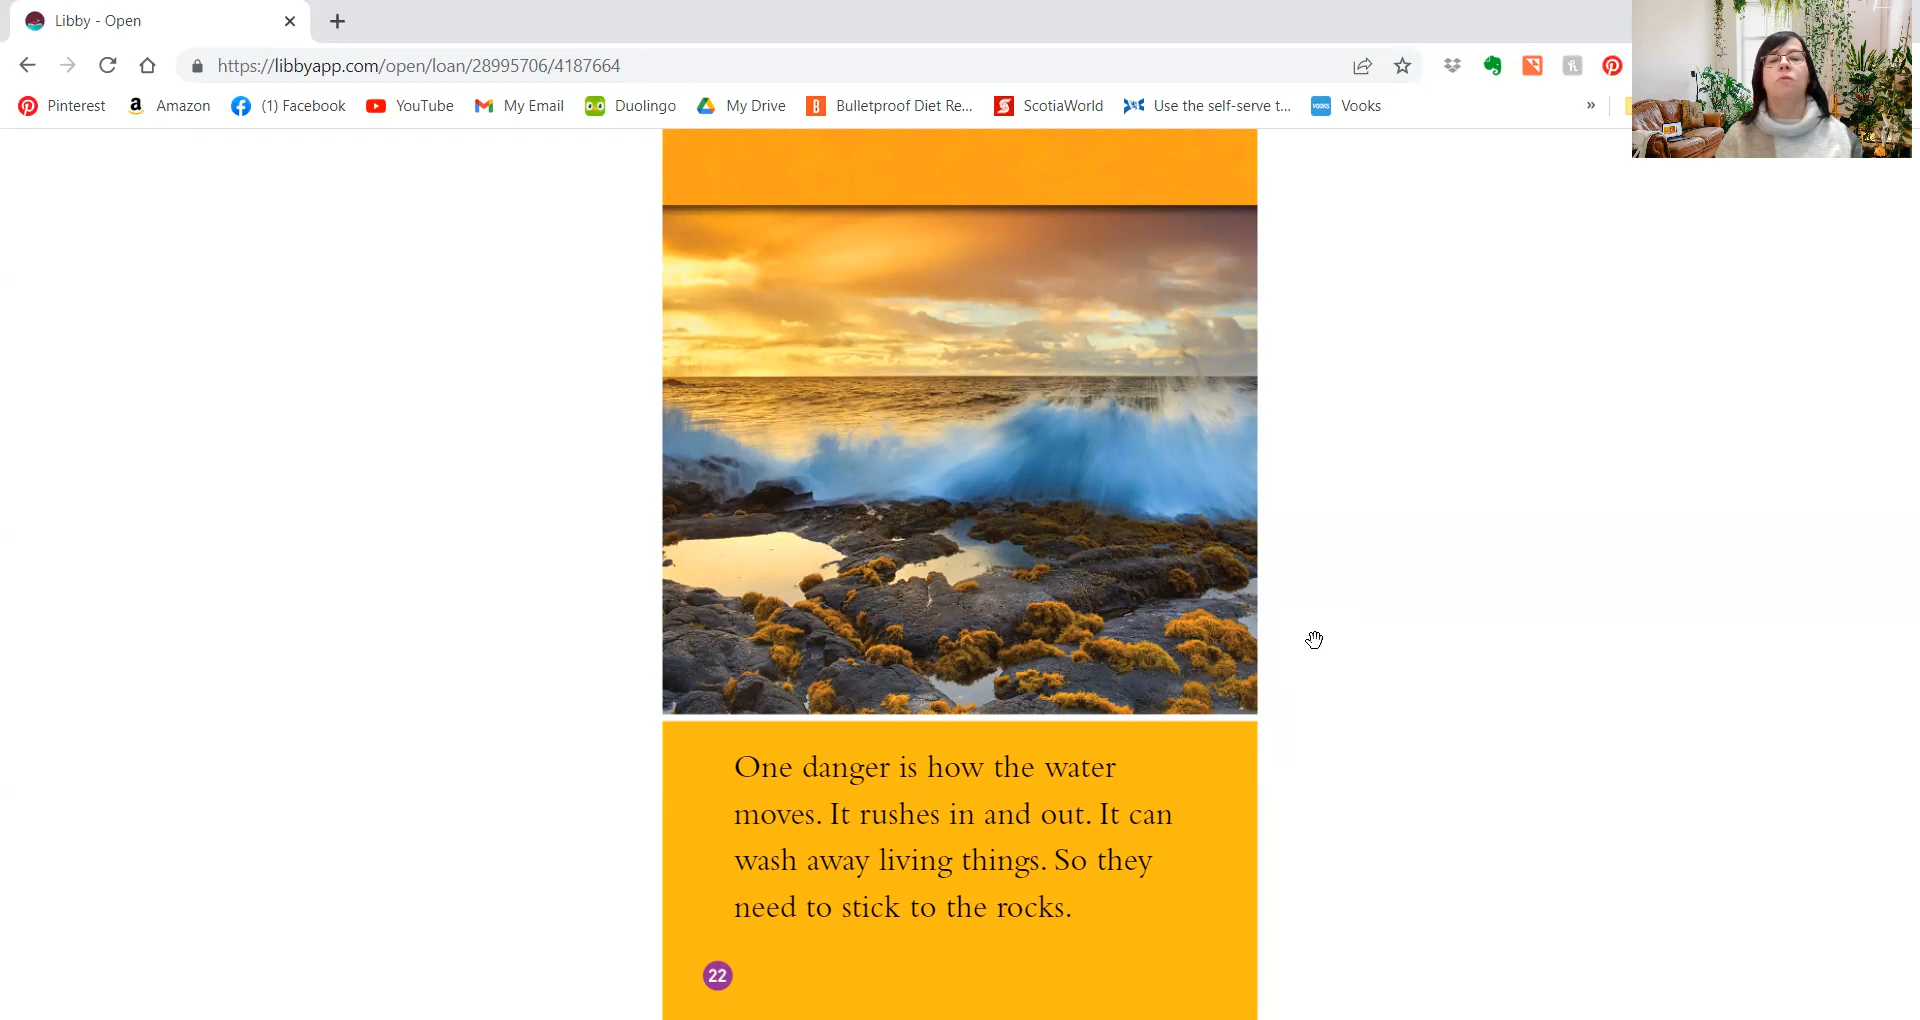 Libby - Open
https://libbyapp.com/open/loan/28995706/4187664
Pinterest
Amazon
(1) Facebook
YouTube
My Email
Duolingo
My Drive
Bulletproof Diet Re...
ScotiaWorld
Use the self-serve t...
Vooks
»
One danger is how the water
moves. It rushes in and out. It can
wash away living things. So they
need to stick to the rocks.
22